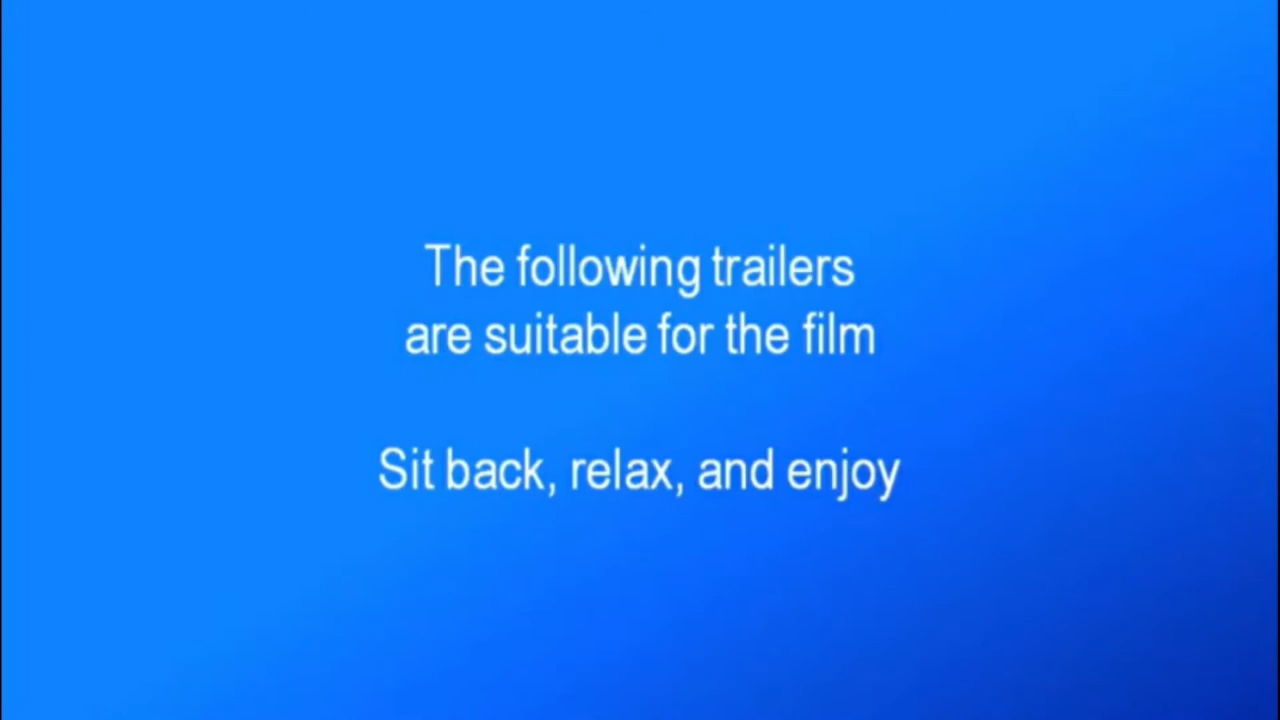 The following trailers
are suitable for the film
Sit back, relax, and enjoy